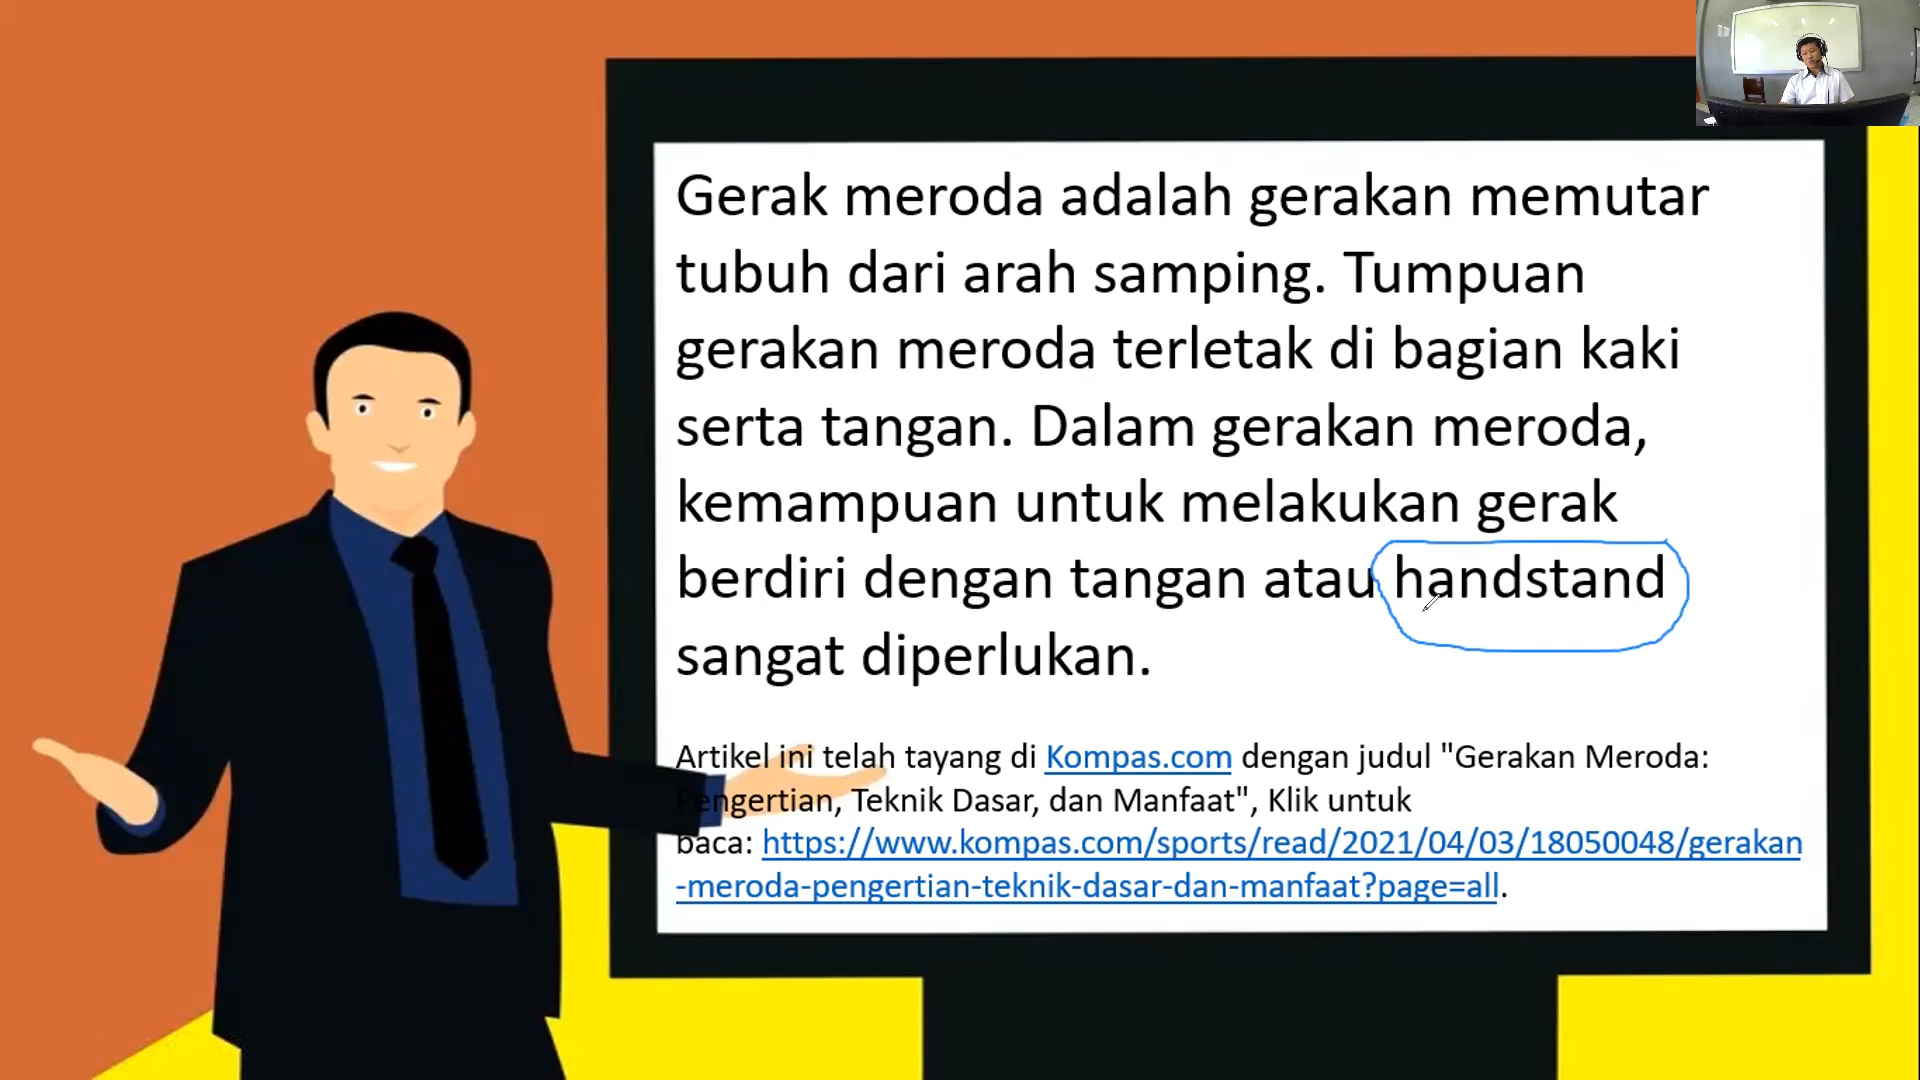 Gerak meroda adalah gerakan memutar
tubuh dari arah samping. Tumpuan
gerakan meroda terletak di bagian kaki
serta tangan. Dalam gerakan meroda,
kemampuan untuk melakukan gerak
berdiri dengan tangan atau handstand
sangat diperlukan.
Artikel ini telah tayang di Kompas.com dengan judul "Gerakan Meroda:
Pengertian, Teknik Dasar, dan Manfaat", Klik untuk
baca: https://www.kompas.com/sports/read/2021/04/03/18050048/gerakan
-meroda-pengertian-teknik-dasar-dan-manfaat?page=all.